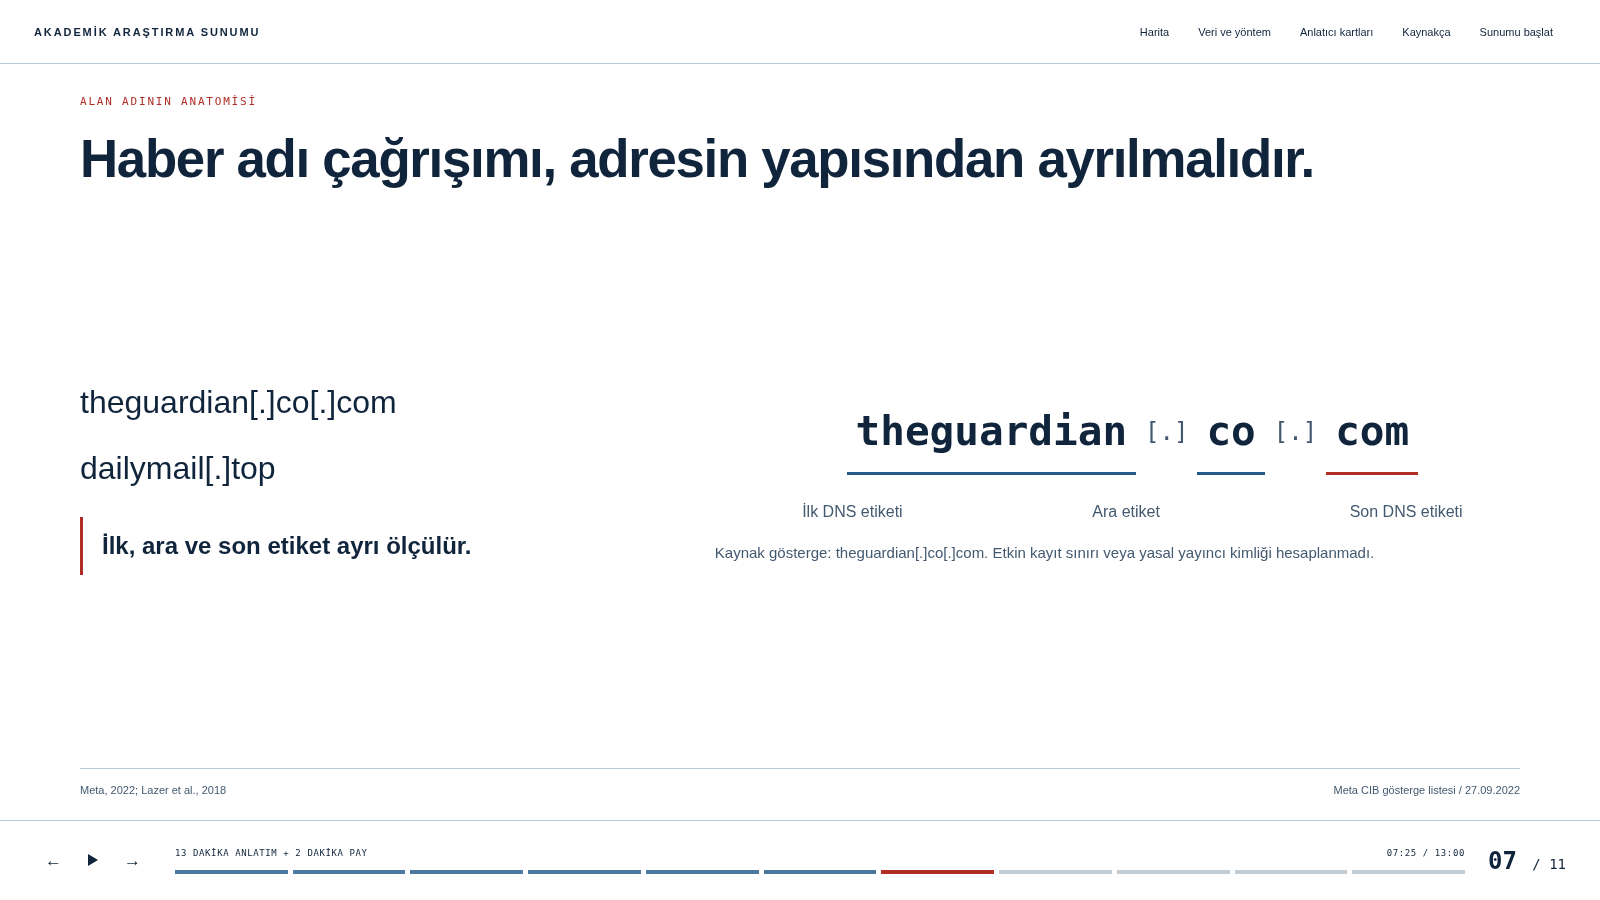 AKADEMİK ARAŞTIRMA SUNUMU
Harita Veri ve yöntem Anlatıcı kartları Kaynakça Sunumu başlat
ALAN ADININ ANATOMİSİ
Haber adı çağrışımı, adresin yapısından ayrılmalıdır.
theguardian[.]co[.]com
dailymail[.]top
İlk, ara ve son etiket ayrı ölçülür.
theguardian [.] co [.] com
İlk DNS etiketi Ara etiket Son DNS etiketi
Kaynak gösterge: theguardian[.]co[.]com. Etkin kayıt sınırı veya yasal yayıncı kimliği hesaplanmadı.
Meta, 2022; Lazer et al., 2018
Meta CIB gösterge listesi / 27.09.2022
← → 13 DAKİKA ANLATIM + 2 DAKİKA PAY 07:25 / 13:00 07 / 11